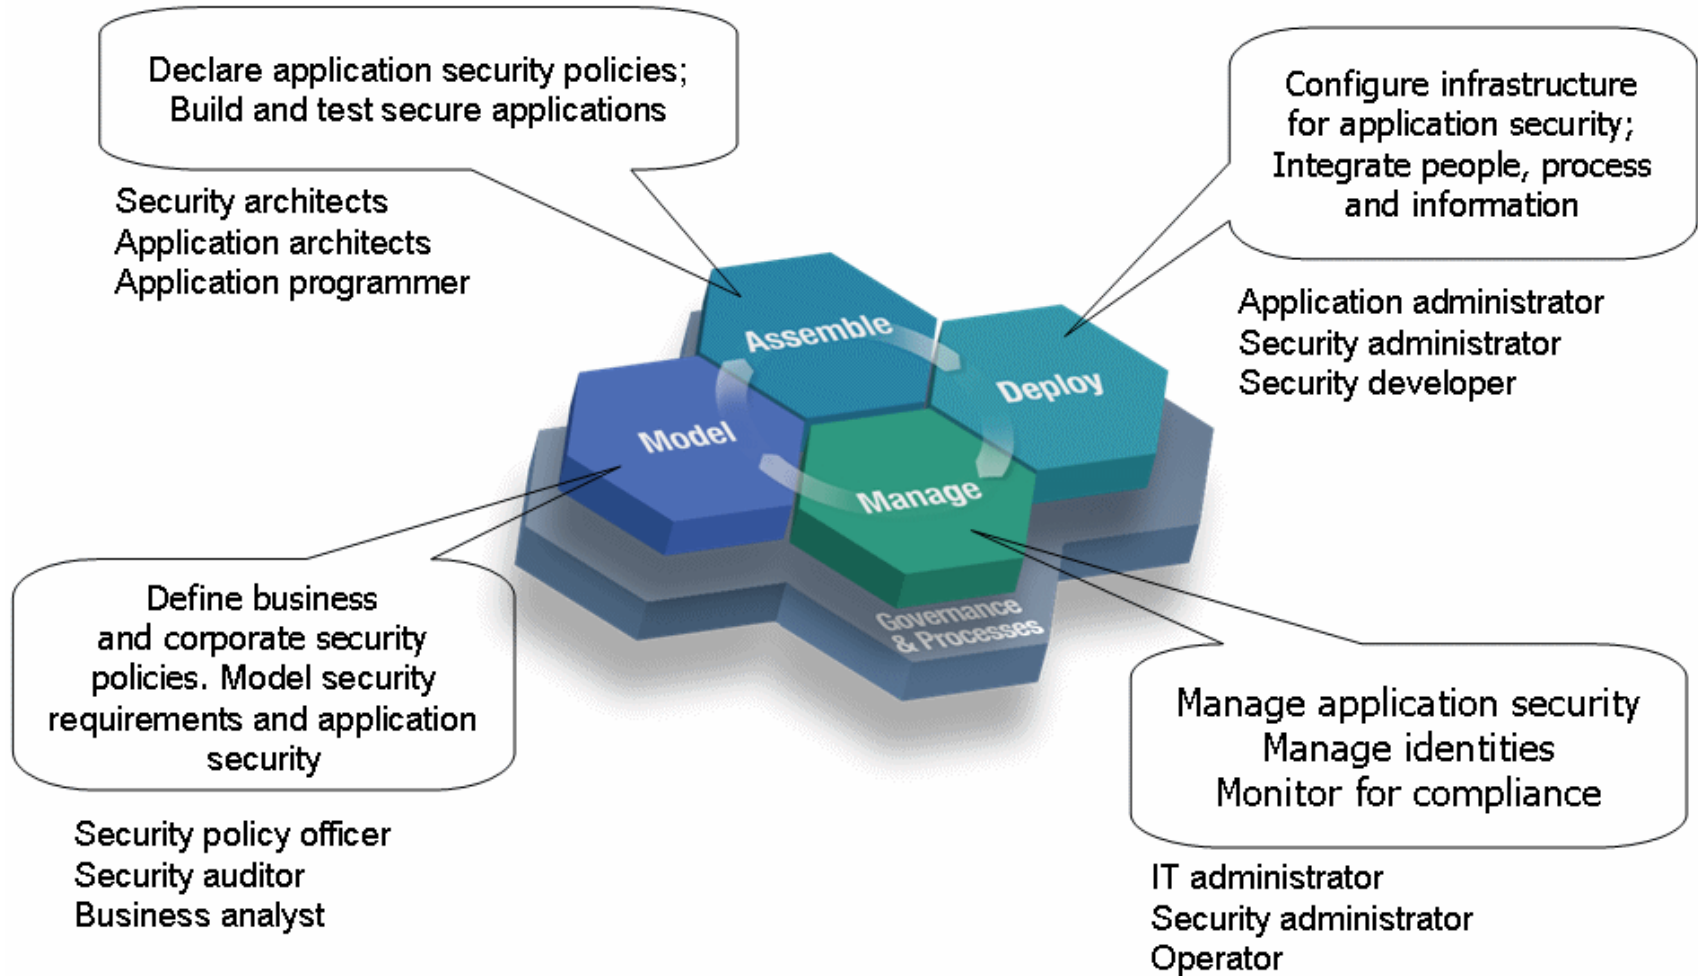 Declare application security policies;
Build and test secure applications
Security architects
Application architects
Application programmer
Configure infrastructure
for application security;
Integrate people, process
and information
Application administrator
Security administrator
Security developer
Assemble
Deploy
Model
Manage
Governance
& Processes
Define business
and corporate security
policies. Model security
requirements and application
security
Security policy officer
Security auditor
Business analyst
Manage application security
Manage identities
Monitor for compliance
IT administrator
Security administrator
Operator